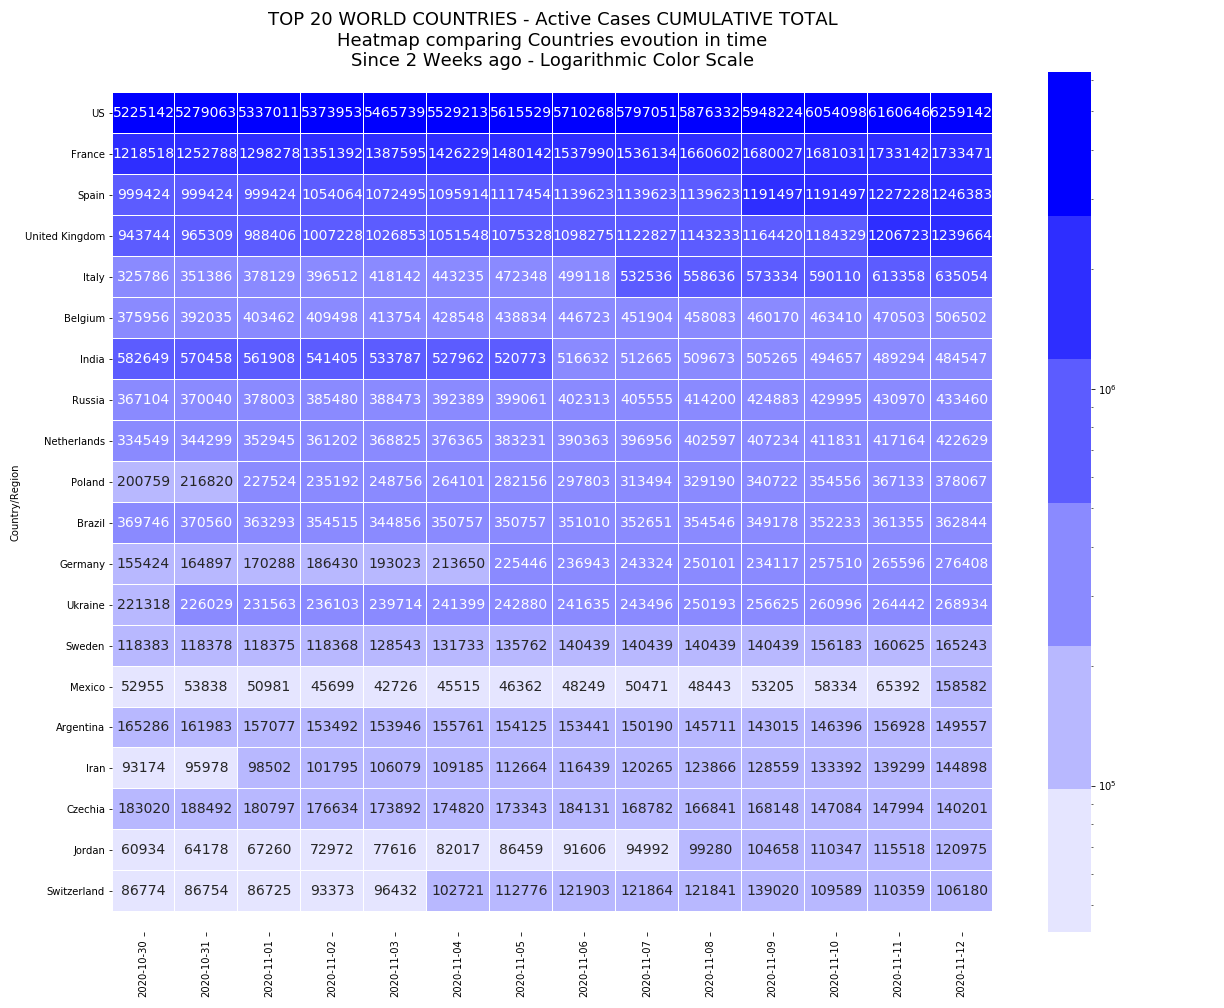 TOP 20 WORLD COUNTRIES - Active Cases CUMULATIVE TOTAL
Heatmap comparing Countries evoution in time
Since 2 Weeks ago - Logarithmic Color Scale
US 5225142 5279063 5337011 5373953 5465739 5529213 5615529 5710268 5797051 5876332 5948224 6054098 6160646 6259142
France 1218518 1252788 1298278 1351392 1387595 1426229 1480142 1537990 1536134 1660602 1680027 1681031 1733142 1733471
Spain 999424 999424 999424 1054064 1072495 1095914 1117454 1139623 1139623 1139623 1191497 1191497 1227228 1246383
United Kingdom 943744 965309 988406 1007228 1026853 1051548 1075328 1098275 1122827 1143233 1164420 1184329 1206723 1239664
Italy 325786 351386 378129 396512 418142 443235 472348 499118 532536 558636 573334 590110 613358 635054
Belgium 375956 392035 403462 409498 413754 428548 438834 446723 451904 458083 460170 463410 470503 506502
India 582649 570458 561908 541405 533787 527962 520773 516632 512665 509673 505265 494657 489294 484547
Russia 367104 370040 378003 385480 388473 392389 399061 402313 405555 414200 424883 429995 430970 433460
10⁶
Netherlands 334549 344299 352945 361202 368825 376365 383231 390363 396956 402597 407234 411831 417164 422629
Poland 200759 216820 227524 235192 248756 264101 282156 297803 313494 329190 340722 354556 367133 378067
Country/Region
Brazil 369746 370560 363293 354515 344856 350757 350757 351010 352651 354546 349178 352233 361355 362844
Germany 155424 164897 170288 186430 193023 213650 225446 236943 243324 250101 234117 257510 265596 276408
Ukraine 221318 226029 231563 236103 239714 241399 242880 241635 243496 250193 256625 260996 264442 268934
Sweden 118383 118378 118375 118368 128543 131733 135762 140439 140439 140439 140439 156183 160625 165243
Mexico 52955 53838 50981 45699 42726 45515 46362 48249 50471 48443 53205 58334 65392 158582
Argentina 165286 161983 157077 153492 153946 155761 154125 153441 150190 145711 143015 146396 156928 149557
Iran 93174 95978 98502 101795 106079 109185 112664 116439 120265 123866 128559 133392 139299 144898
10⁵
Czechia 183020 188492 180797 176634 173892 174820 173343 184131 168782 166841 168148 147084 147994 140201
Jordan 60934 64178 67260 72972 77616 82017 86459 91606 94992 99280 104658 110347 115518 120975
Switzerland 86774 86754 86725 93373 96432 102721 112776 121903 121864 121841 139020 109589 110359 106180
2020-10-30 2020-10-31 2020-11-01 2020-11-02 2020-11-03 2020-11-04 2020-11-05 2020-11-06 2020-11-07 2020-11-08 2020-11-09 2020-11-10 2020-11-11 2020-11-12